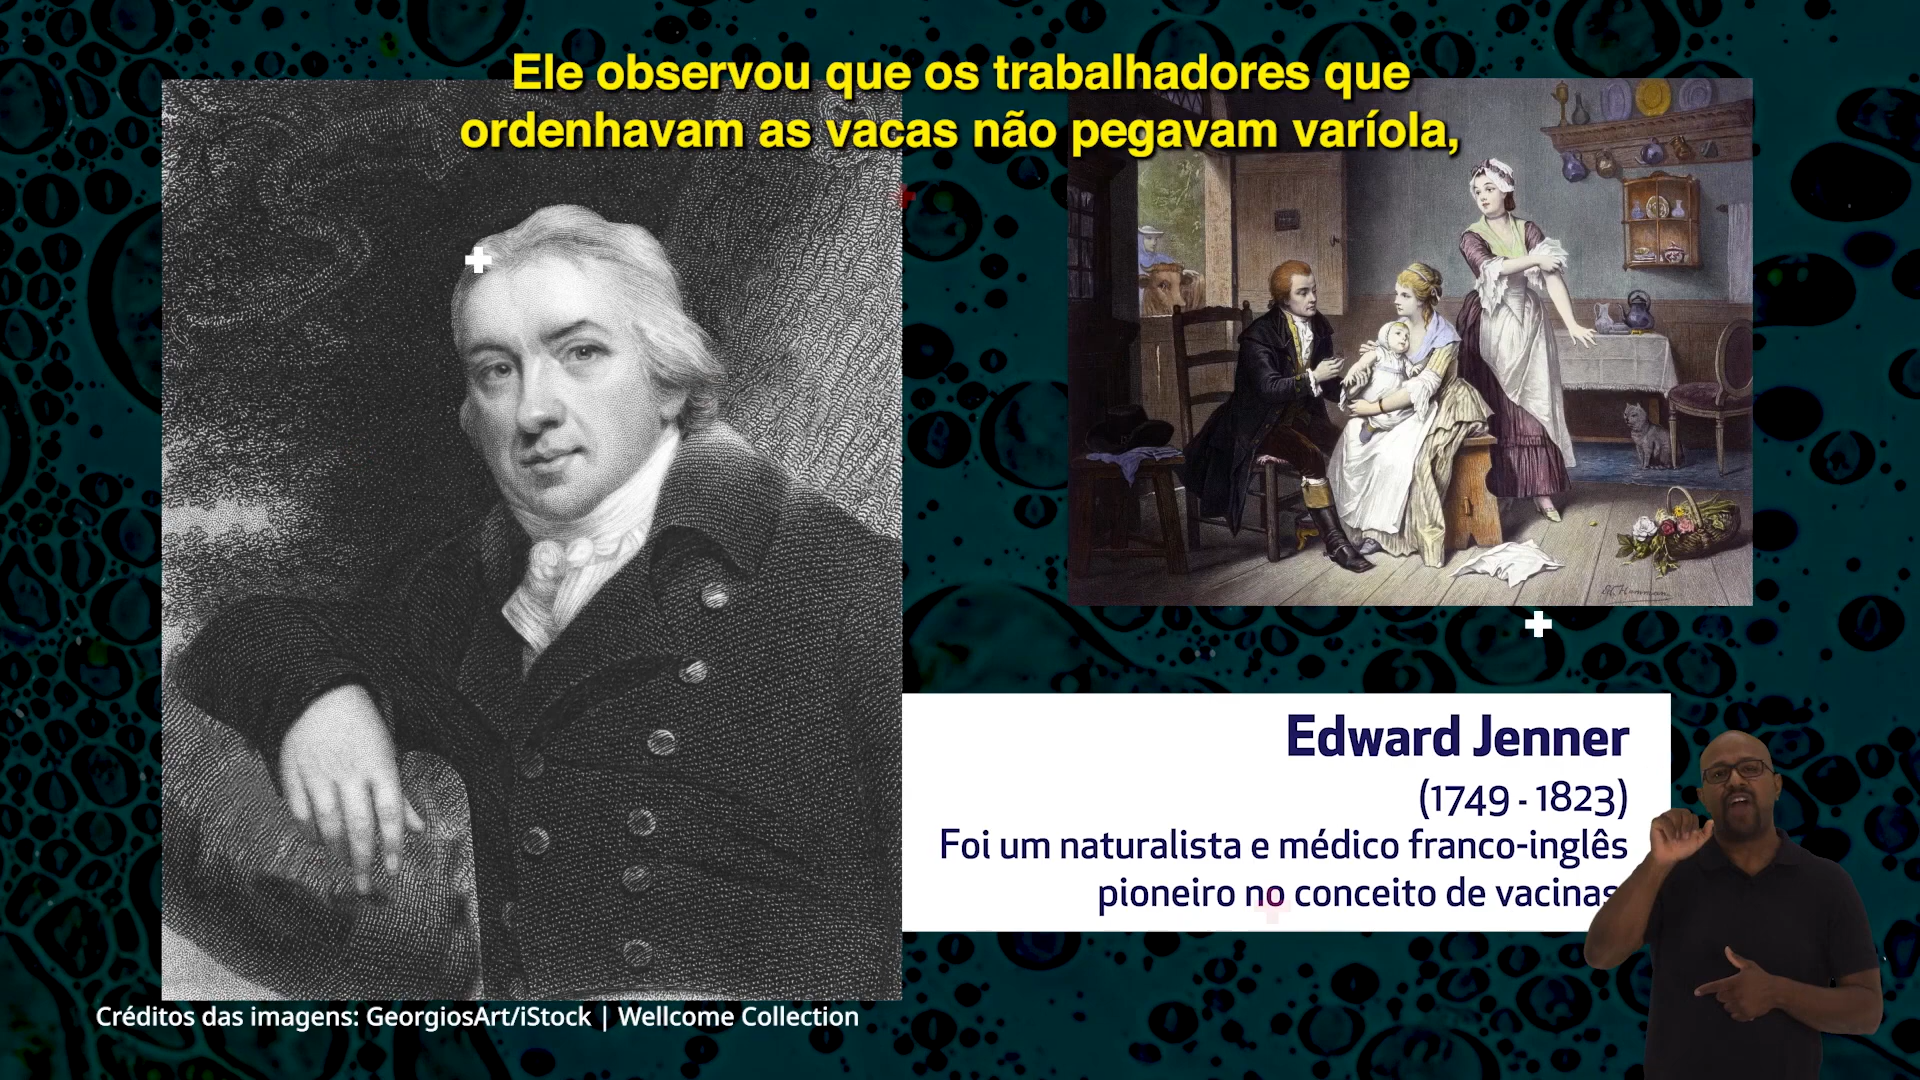 Ele observou que os trabalhadores que
ordenhavam as vacas não pegavam varíola,
Edward Jenner
(1749 - 1823)
Foi um naturalista e médico franco-inglês
pioneiro no conceito de vacinas
Créditos das imagens: GeorgiosArt/iStock | Wellcome Collection